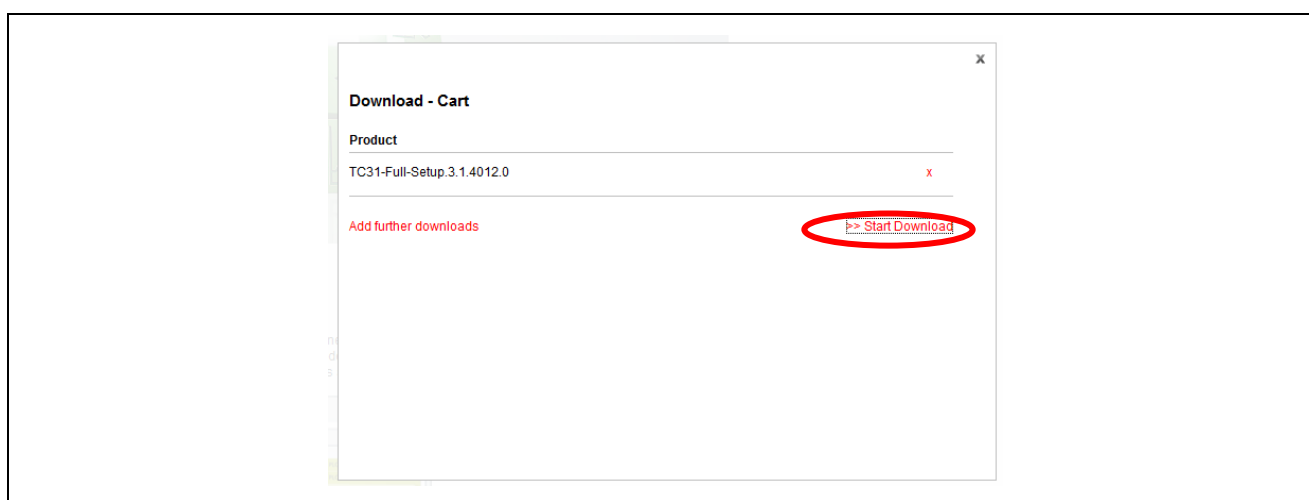 x
Download - Cart
Product
TC31-Full-Setup.3.1.4012.0 x
Add further downloads >> Start Download